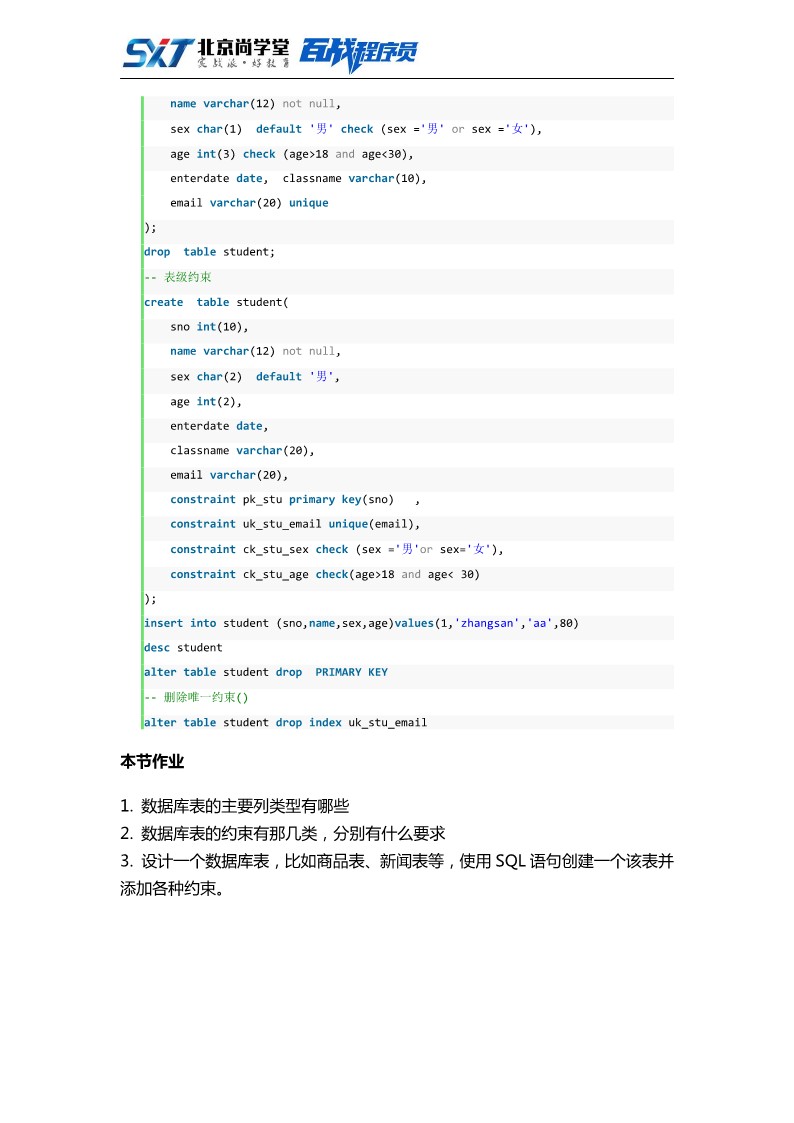 SXT 北京尚学堂 百战程序员
实战派·好教育
name varchar(12) not null,
sex char(1)  default '男' check (sex ='男' or sex ='女'),
age int(3) check (age>18 and age<30),
enterdate date,  classname varchar(10),
email varchar(20) unique
);
drop  table student;
-- 表级约束
create  table student(
sno int(10),
name varchar(12) not null,
sex char(2)  default '男',
age int(2),
enterdate date,
classname varchar(20),
email varchar(20),
constraint pk_stu primary key(sno)   ,
constraint uk_stu_email unique(email),
constraint ck_stu_sex check (sex ='男'or sex='女'),
constraint ck_stu_age check(age>18 and age< 30)
);
insert into student (sno,name,sex,age)values(1,'zhangsan','aa',80)
desc student
alter table student drop  PRIMARY KEY
-- 删除唯一约束()
alter table student drop index uk_stu_email
本节作业
1. 数据库表的主要列类型有哪些
2. 数据库表的约束有那几类，分别有什么要求
3. 设计一个数据库表，比如商品表、新闻表等，使用 SQL 语句创建一个该表并
添加各种约束。